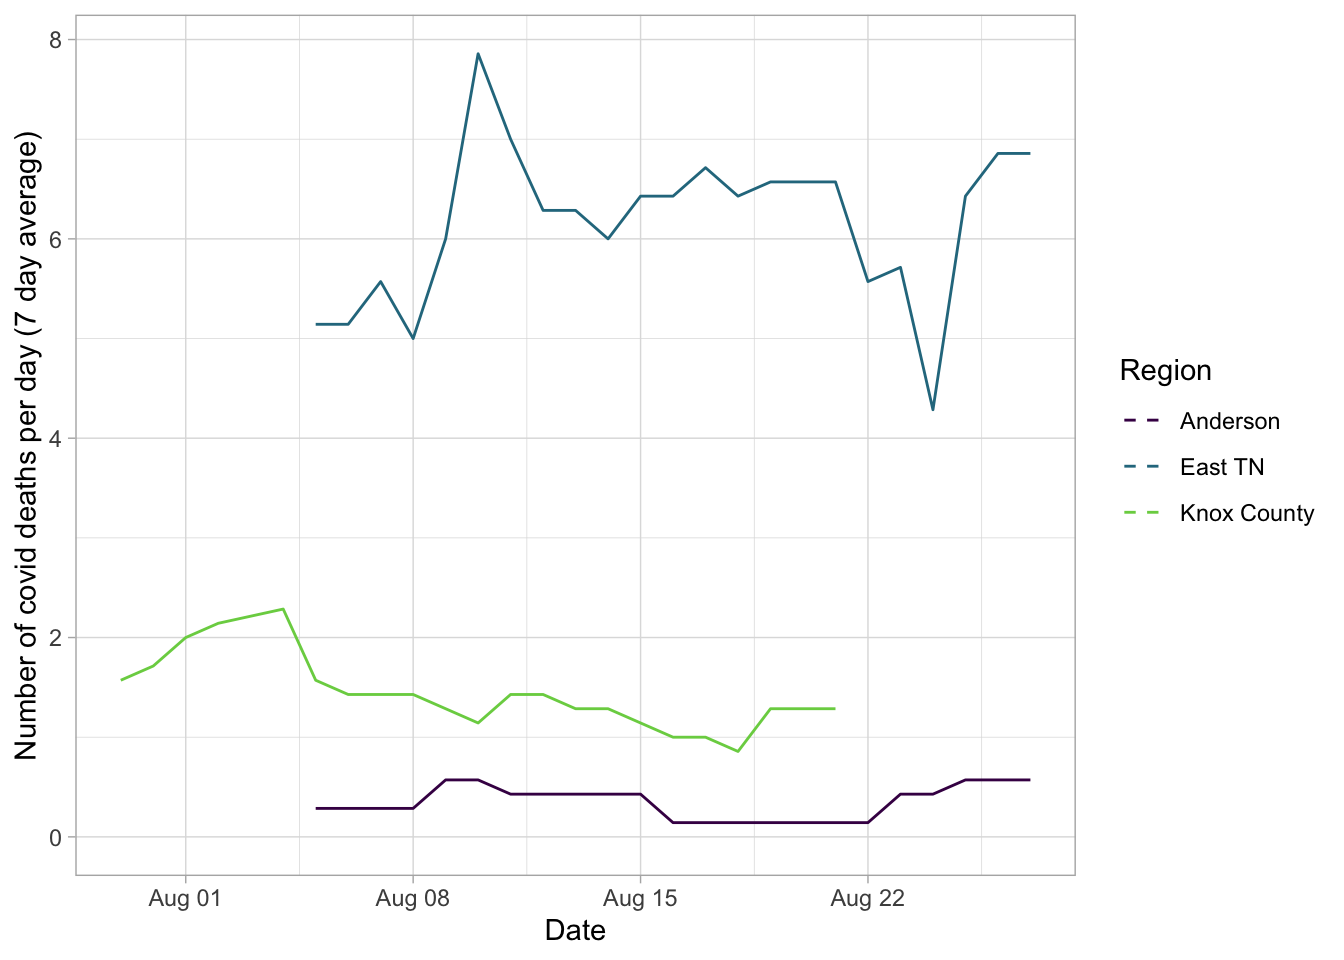 Number of covid deaths per day (7 day average)
8
6
4
2
0
Aug 01
Aug 08
Aug 15
Aug 22
Date
Region
Anderson
East TN
Knox County